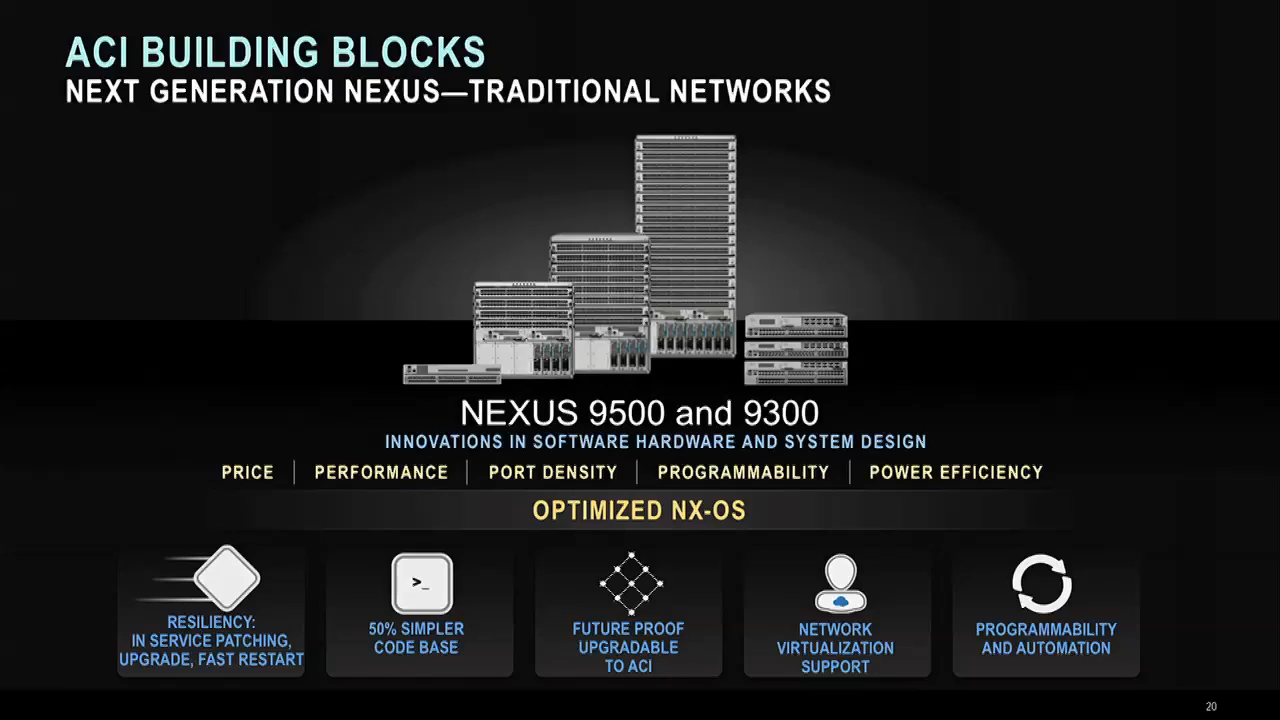 ACI BUILDING BLOCKS
NEXT GENERATION NEXUS—TRADITIONAL NETWORKS
NEXUS 9500 and 9300
INNOVATIONS IN SOFTWARE HARDWARE AND SYSTEM DESIGN
PRICE | PERFORMANCE | PORT DENSITY | PROGRAMMABILITY | POWER EFFICIENCY
OPTIMIZED NX-OS
>_
RESILIENCY:
IN SERVICE PATCHING,
UPGRADE, FAST RESTART
50% SIMPLER
CODE BASE
FUTURE PROOF
UPGRADABLE
TO ACI
NETWORK
VIRTUALIZATION
SUPPORT
PROGRAMMABILITY
AND AUTOMATION
20